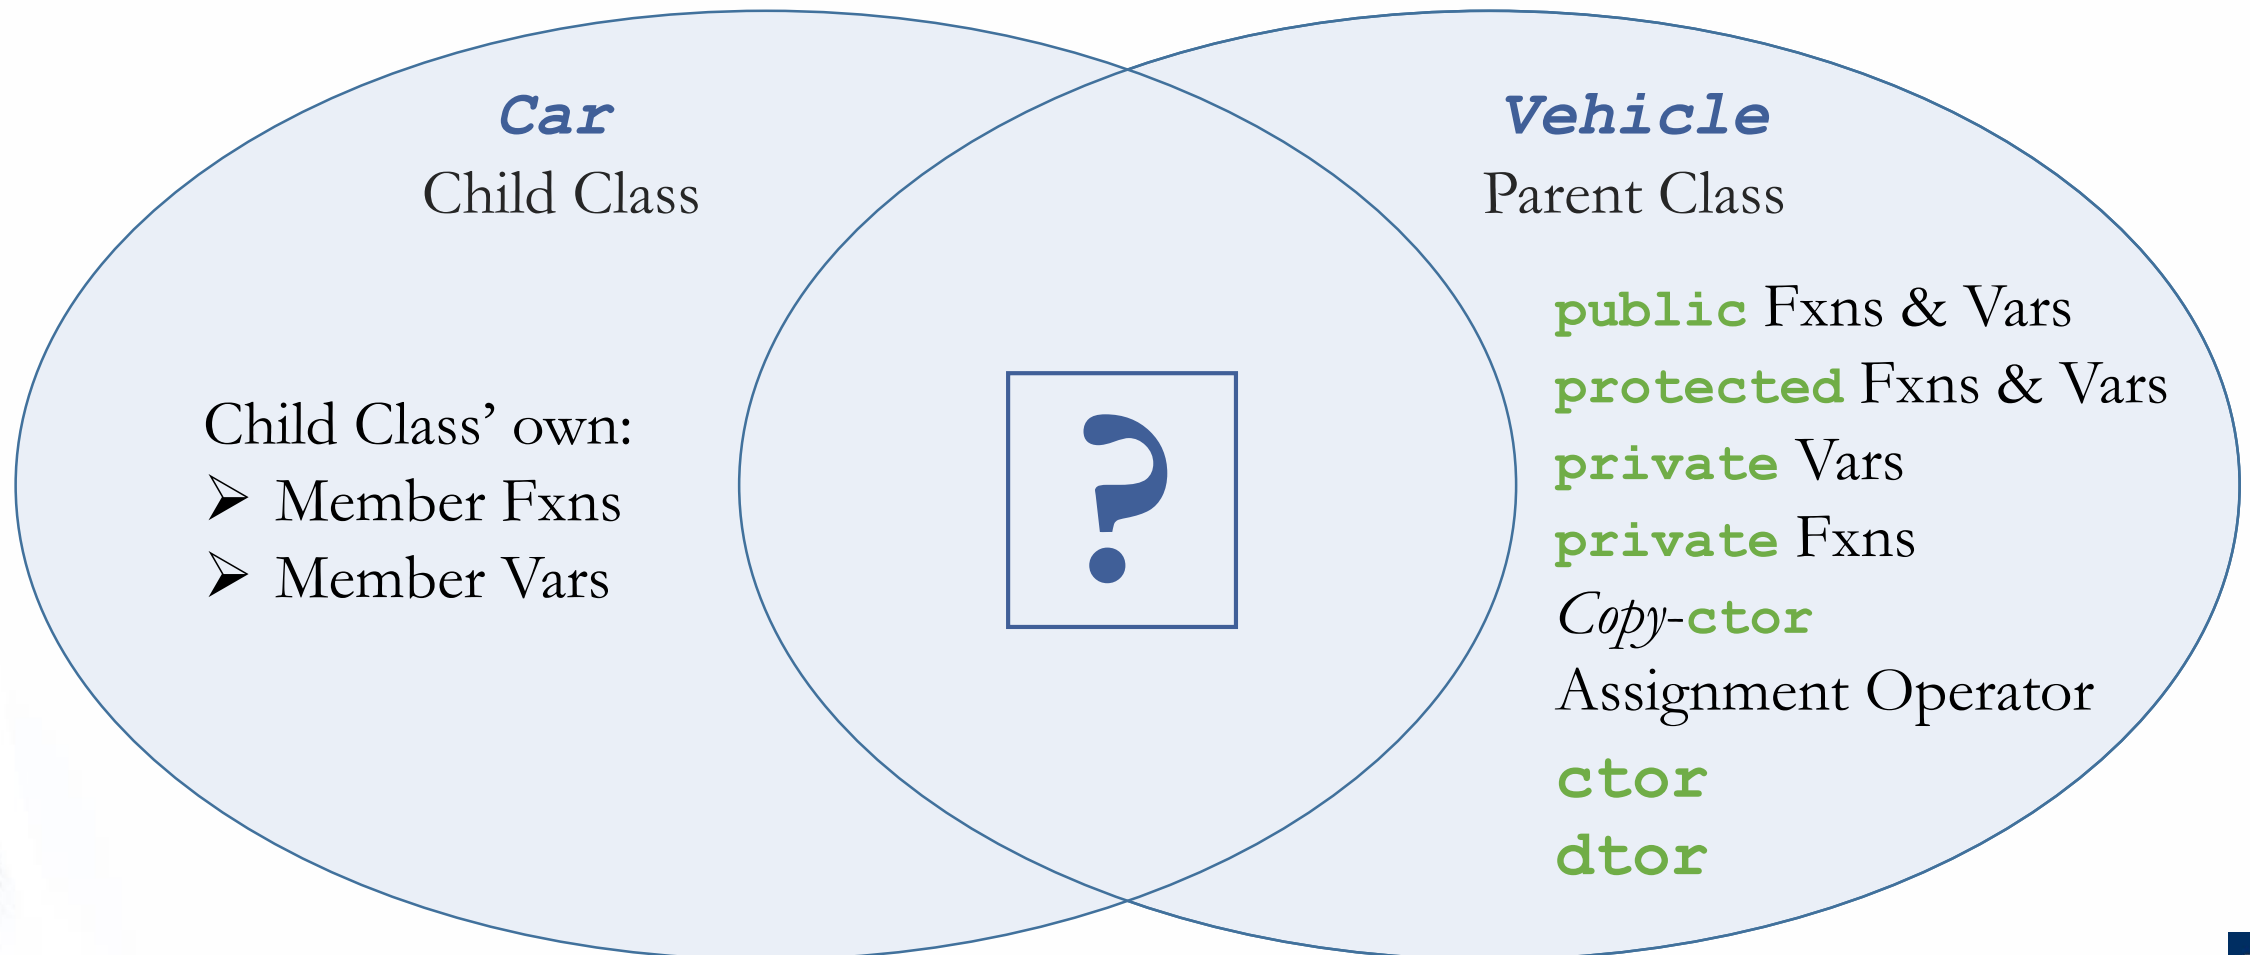 Car
Child Class
Child Class’ own:
➢ Member Fxns
➢ Member Vars
?
Vehicle
Parent Class
public Fxns & Vars
protected Fxns & Vars
private Vars
private Fxns
Copy-ctor
Assignment Operator
ctor
dtor